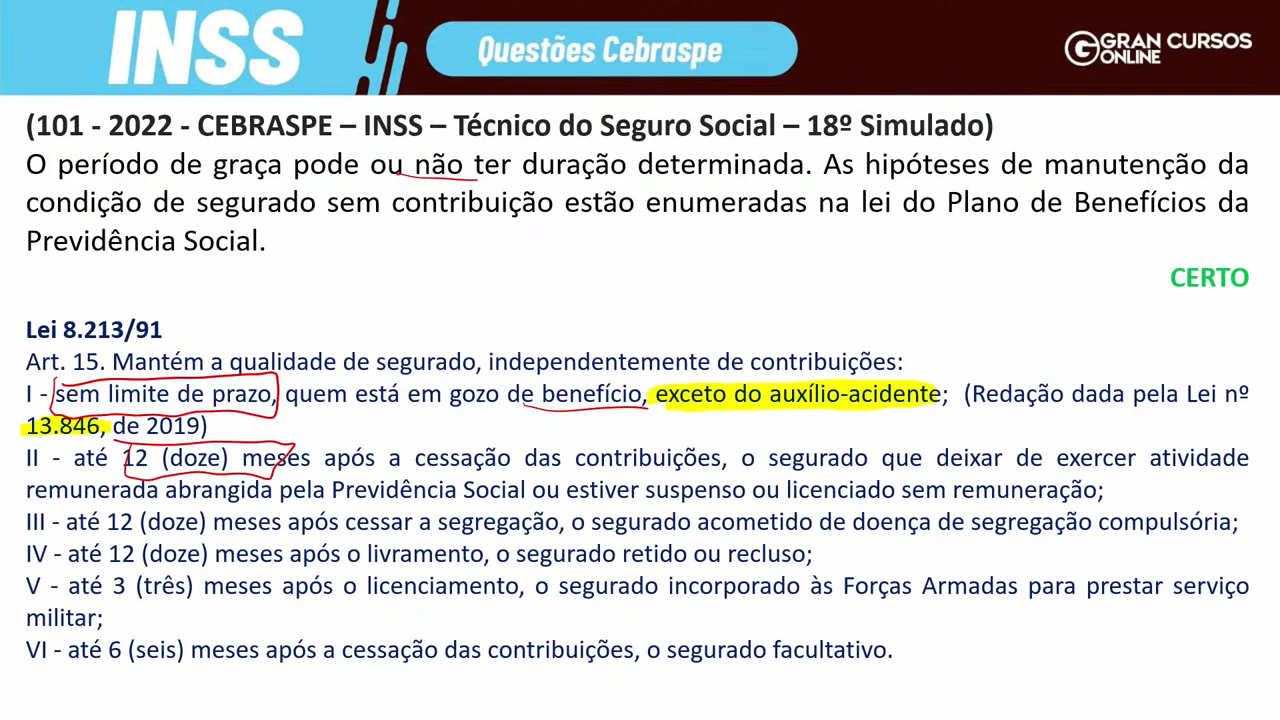 INSS
Questões Cebraspe
GRAN CURSOS
ONLINE
(101 - 2022 - CEBRASPE – INSS – Técnico do Seguro Social – 18º Simulado)
O período de graça pode ou não ter duração determinada. As hipóteses de manutenção da
condição de segurado sem contribuição estão enumeradas na lei do Plano de Benefícios da
Previdência Social.
CERTO
Lei 8.213/91
Art. 15. Mantém a qualidade de segurado, independentemente de contribuições:
I - sem limite de prazo, quem está em gozo de benefício, exceto do auxílio-acidente; (Redação dada pela Lei nº
13.846, de 2019)
II - até 12 (doze) meses após a cessação das contribuições, o segurado que deixar de exercer atividade
remunerada abrangida pela Previdência Social ou estiver suspenso ou licenciado sem remuneração;
III - até 12 (doze) meses após cessar a segregação, o segurado acometido de doença de segregação compulsória;
IV - até 12 (doze) meses após o livramento, o segurado retido ou recluso;
V - até 3 (três) meses após o licenciamento, o segurado incorporado às Forças Armadas para prestar serviço
militar;
VI - até 6 (seis) meses após a cessação das contribuições, o segurado facultativo.